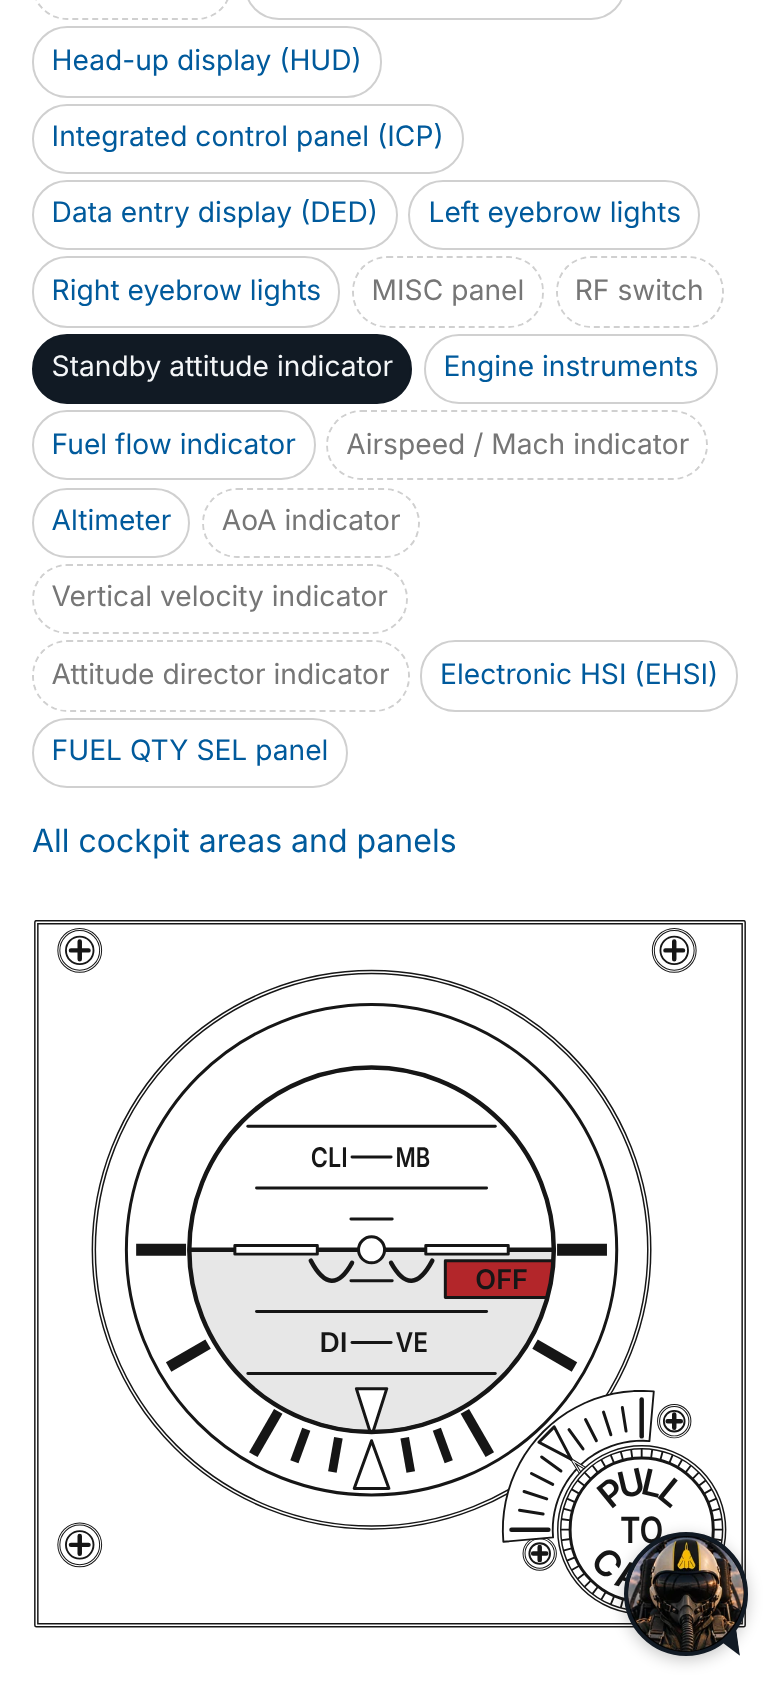 Head-up display (HUD)
Integrated control panel (ICP)
Data entry display (DED) Left eyebrow lights
Right eyebrow lights MISC panel RF switch
Standby attitude indicator Engine instruments
Fuel flow indicator Airspeed / Mach indicator
Altimeter AoA indicator
Vertical velocity indicator
Attitude director indicator Electronic HSI (EHSI)
FUEL QTY SEL panel
All cockpit areas and panels
CLI MB
OFF
DI VE
PULL
TO